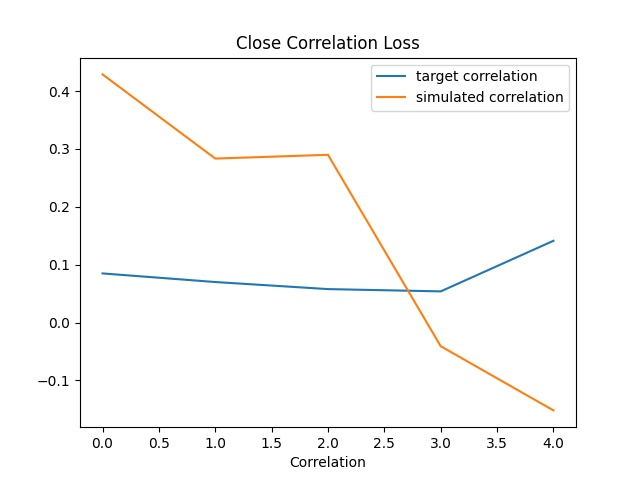 Close Correlation Loss
target correlation
simulated correlation
0.4
0.3
0.2
0.1
0.0
−0.1
0.0 0.5 1.0 1.5 2.0 2.5 3.0 3.5 4.0
Correlation